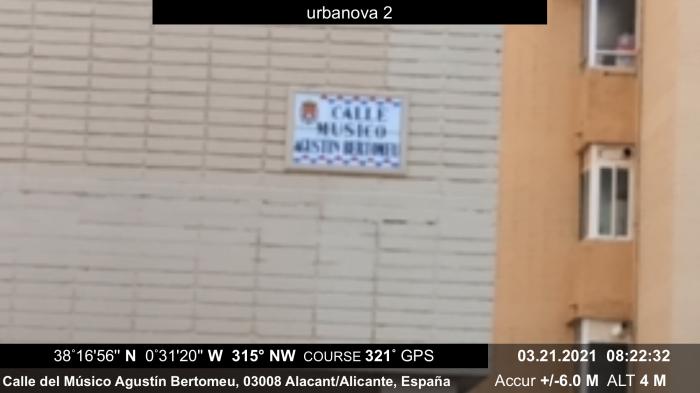 urbanova 2
CALLE
MUSICO
AGUSTIN BERTOMEU
38°16'56" N 0°31'20" W 315° NW COURSE 321° GPS
03.21.2021 08:22:32
Calle del Músico Agustín Bertomeu, 03008 Alacant/Alicante, España
Accur +/-6.0 M ALT 4 M